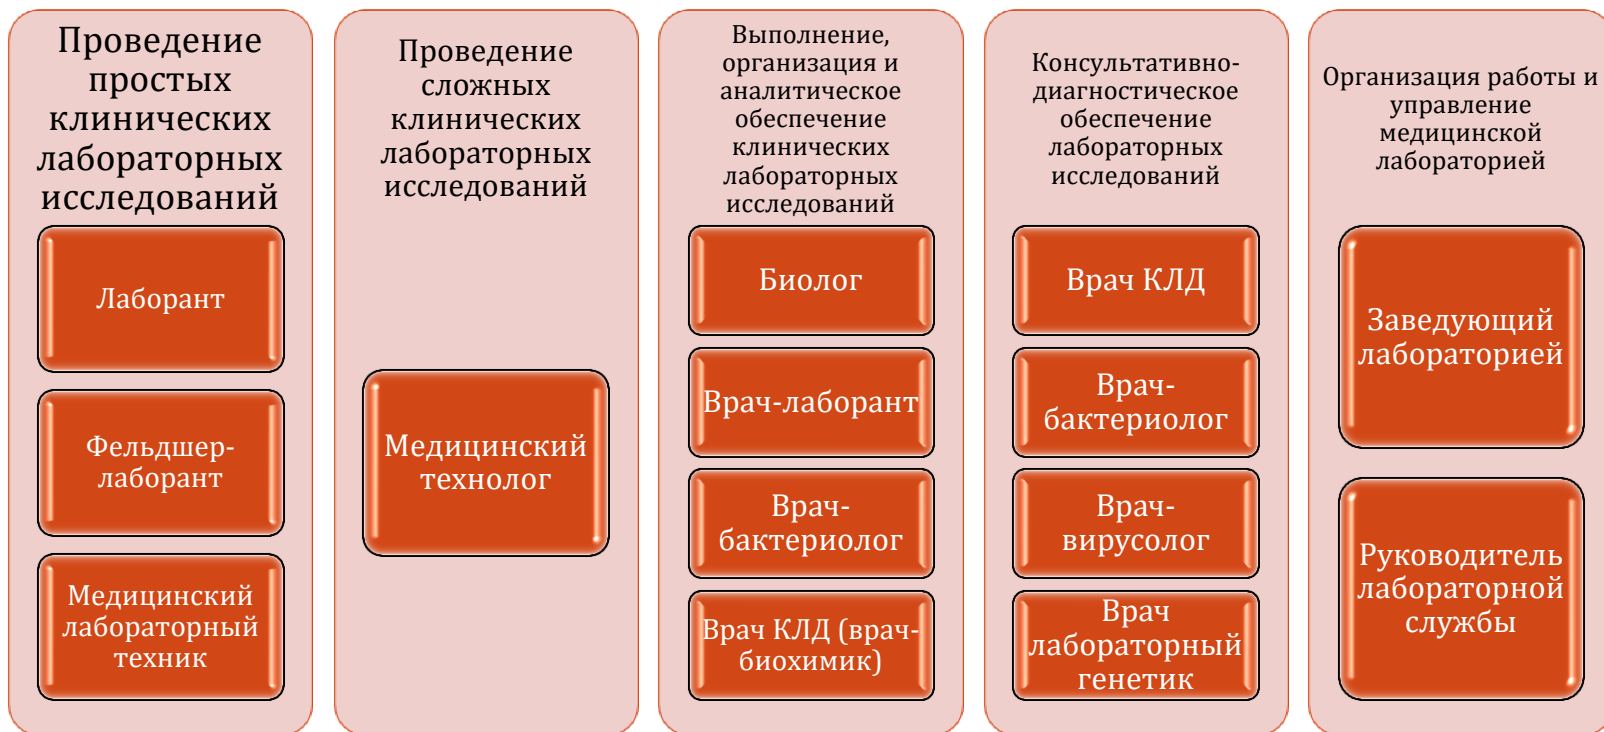 Проведение
простых
клинических
лабораторных
исследований
Лаборант
Фельдшер-
лаборант
Медицинский
лабораторный
техник
Проведение
сложных
клинических
лабораторных
исследований
Медицинский
технолог
Выполнение,
организация и
аналитическое
обеспечение
клинических
лабораторных
исследований
Биолог
Врач-лаборант
Врач-
бактериолог
Врач КЛД (врач-
биохимик)
Консультативно-
диагностическое
обеспечение
лабораторных
исследований
Врач КЛД
Врач-
бактериолог
Врач-
вирусолог
Врач
лабораторный
генетик
Организация работы и
управление
медицинской
лабораторией
Заведующий
лабораторией
Руководитель
лабораторной
службы